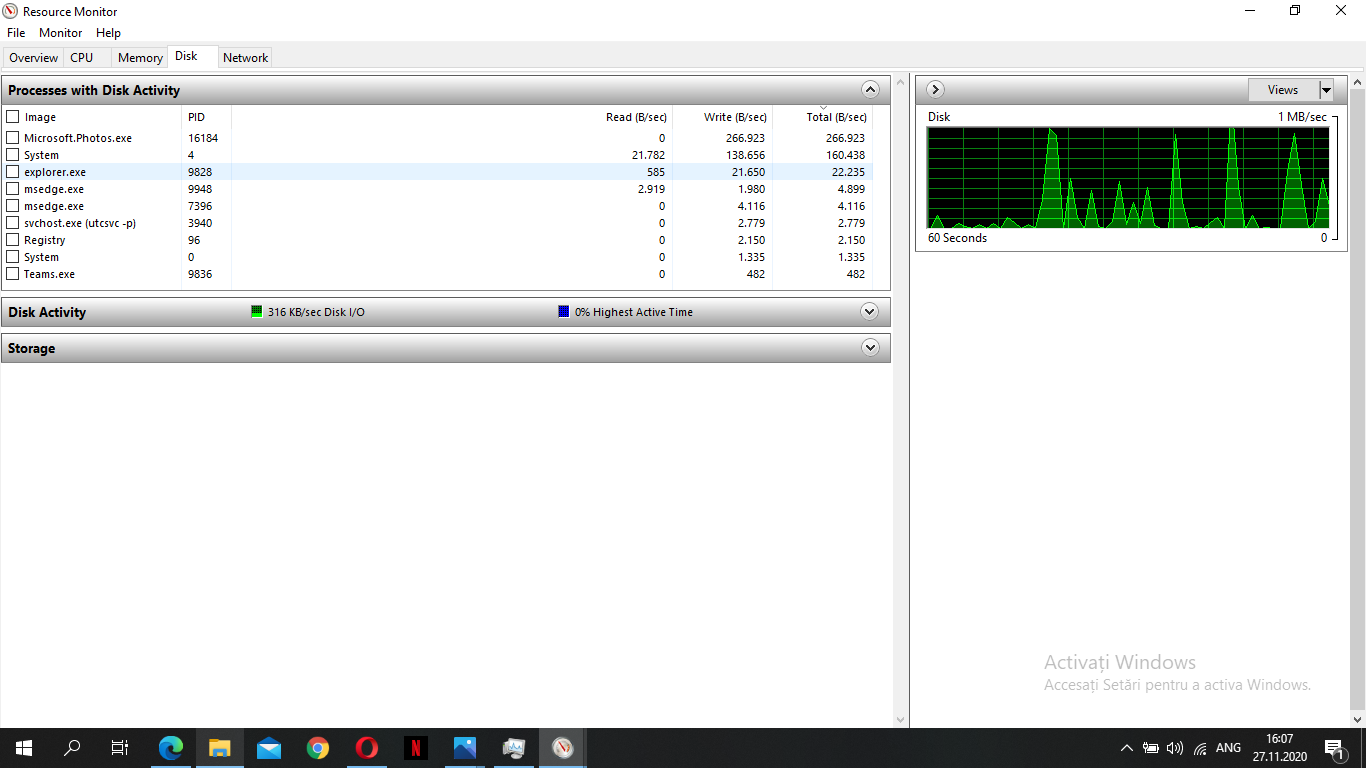 Resource Monitor
File Monitor Help
Overview CPU Memory Disk Network
Processes with Disk Activity
Image PID Read (B/sec) Write (B/sec) Total (B/sec)
Microsoft.Photos.exe 16184 0 266.923 266.923
System 4 21.782 138.656 160.438
explorer.exe 9828 585 21.650 22.235
msedge.exe 9948 2.919 1.980 4.899
msedge.exe 7396 0 4.116 4.116
svchost.exe (utcsvc -p) 3940 0 2.779 2.779
Registry 96 0 2.150 2.150
System 0 0 1.335 1.335
Teams.exe 9836 0 482 482
Disk Activity 316 KB/sec Disk I/O 0% Highest Active Time
Storage
Views
Disk 1 MB/sec
60 Seconds 0
Activați Windows
Accesați Setări pentru a activa Windows.
N
ANG
16:07
27.11.2020
1